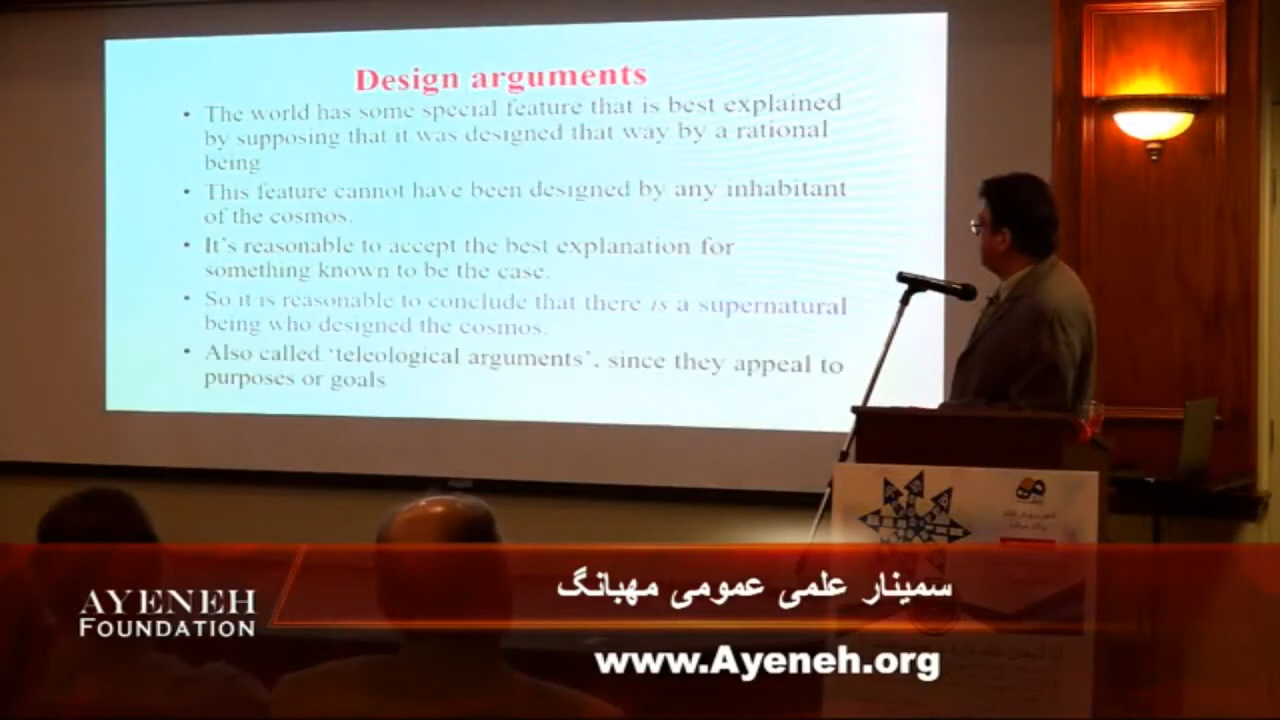 Design arguments
• The world has some special feature that is best explained
by supposing that it was designed that way by a rational
being
• This feature cannot have been designed by any inhabitant
of the cosmos.
• It's reasonable to accept the best explanation for
something known to be the case.
• So it is reasonable to conclude that there is a supernatural
being who designed the cosmos.
• Also called ‘teleological arguments’, since they appeal to
purposes or goals
سمینار علمی عمومی مهبانگ
AYENEH
FOUNDATION
www.Ayeneh.org